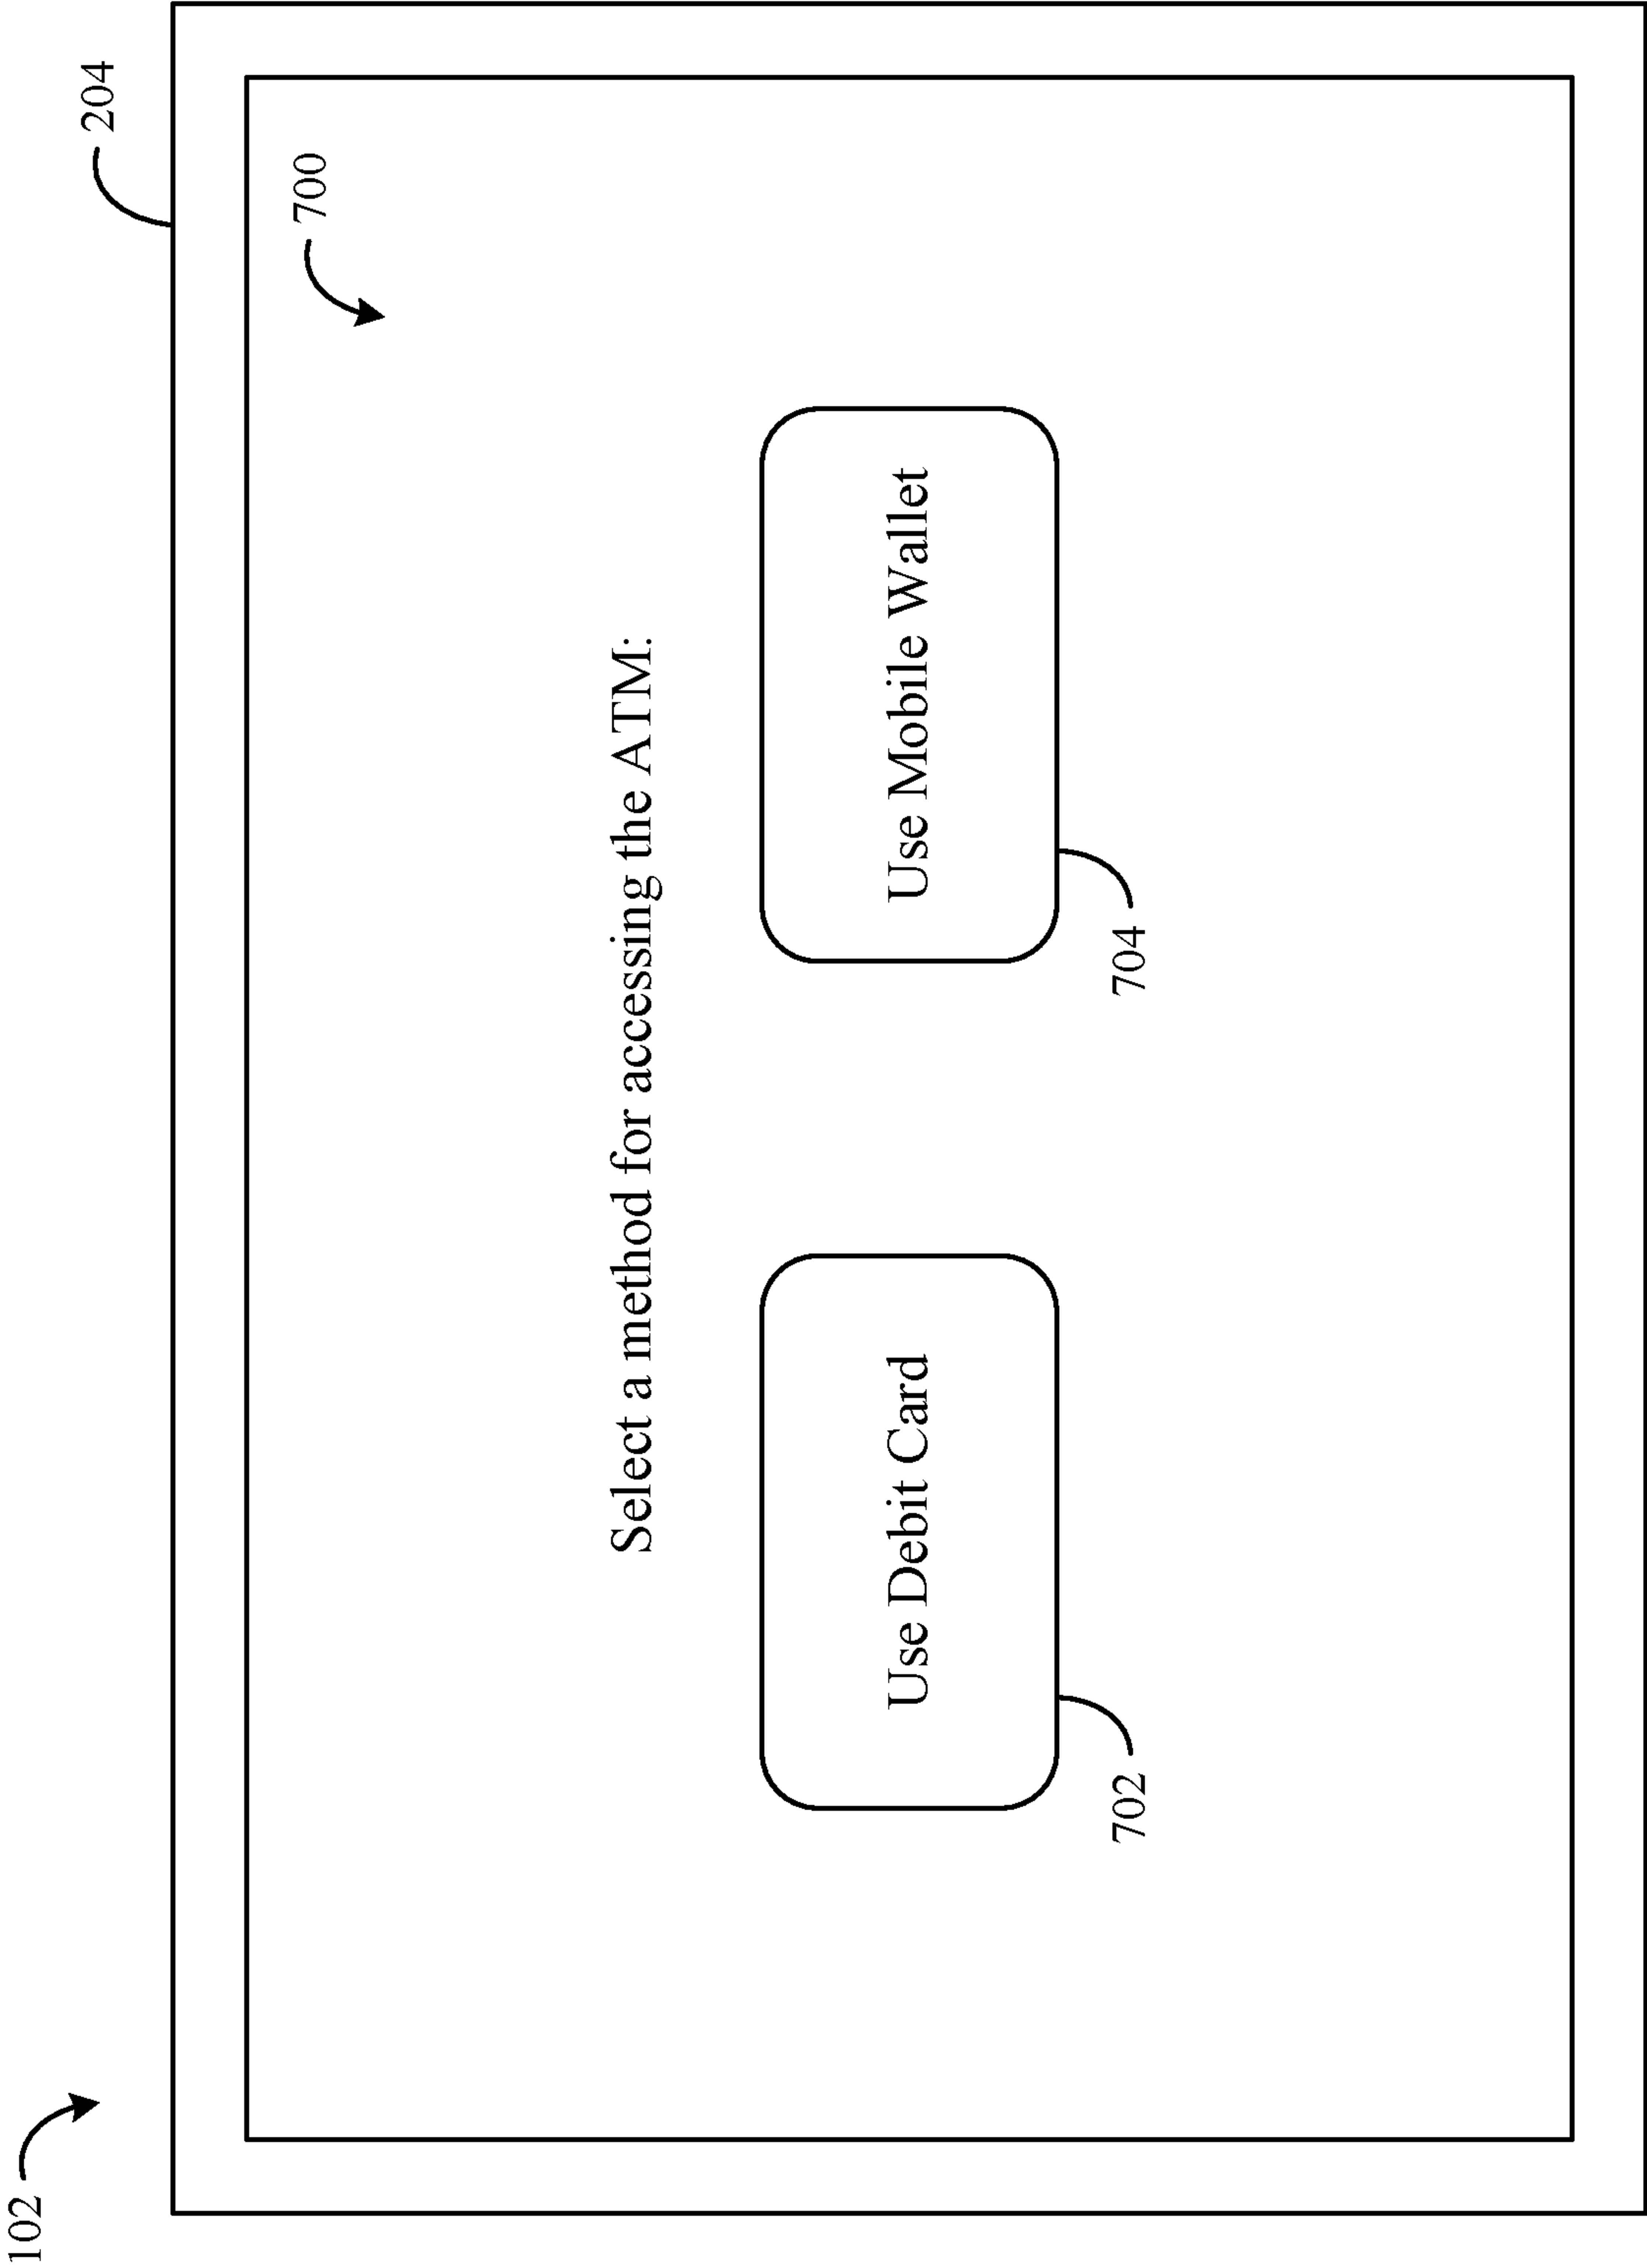 102
204
700
Select a method for accessing the ATM:
Use Debit Card
Use Mobile Wallet
702
704